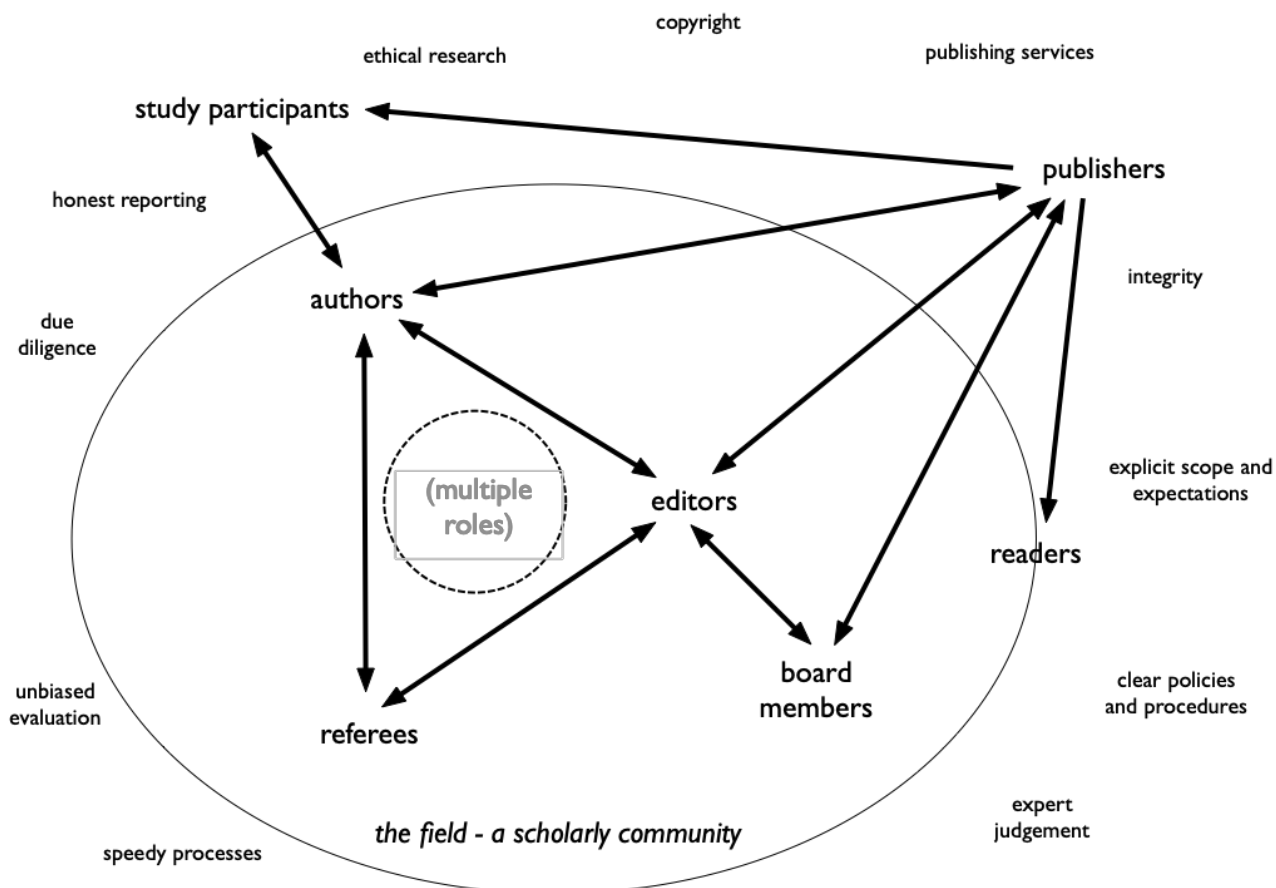 copyright
ethical research
publishing services
study participants
publishers
honest reporting
integrity
authors
due
diligence
explicit scope and
expectations
(multiple
roles)
editors
readers
board
members
unbiased
evaluation
clear policies
and procedures
referees
expert
judgement
the field - a scholarly community
speedy processes